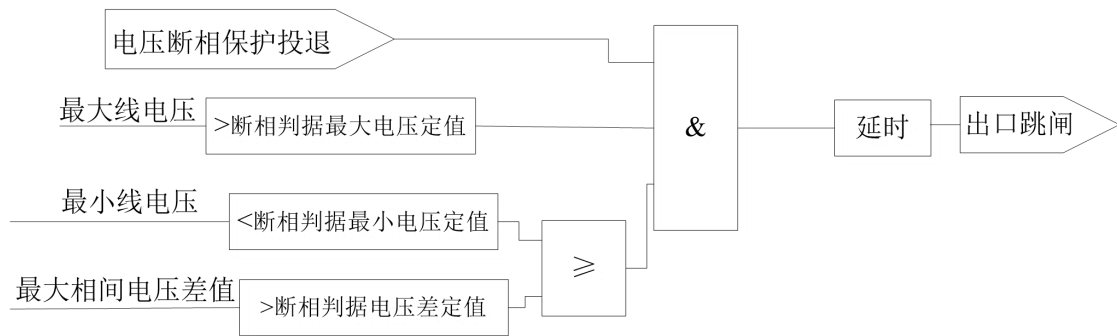 电压断相保护投退
最大线电压
>断相判据最大电压定值
&
延时
出口跳闸
最小线电压
<断相判据最小电压定值
≥
最大相间电压差值
>断相判据电压差定值